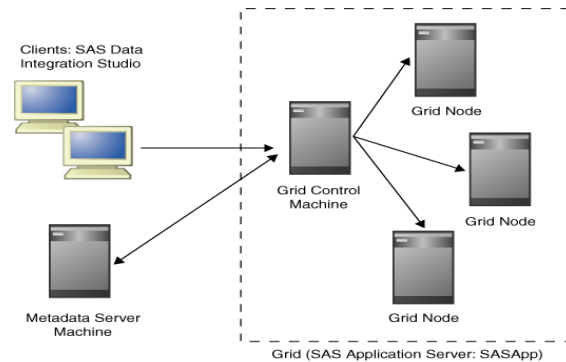 Clients: SAS Data
Integration Studio
Grid Node
Grid Control
Machine
Grid Node
Metadata Server
Machine
Grid Node
Grid (SAS Application Server: SASApp)